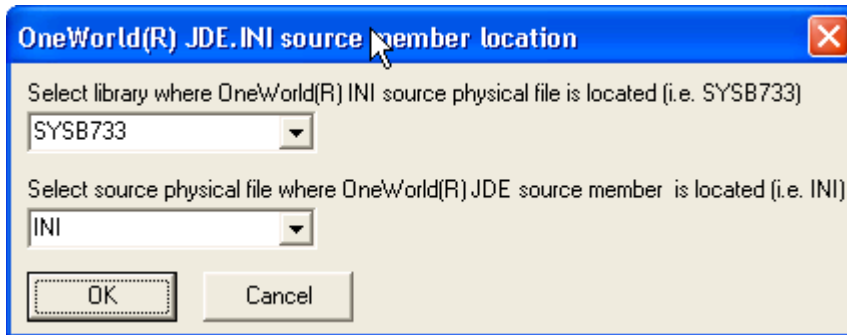 OneWorld(R) JDE.INI source member location
Select library where OneWorld(R) INI source physical file is located (i.e. SYSB733)
SYSB733
Select source physical file where OneWorld(R) JDE source member is located (i.e. INI)
INI
OK Cancel